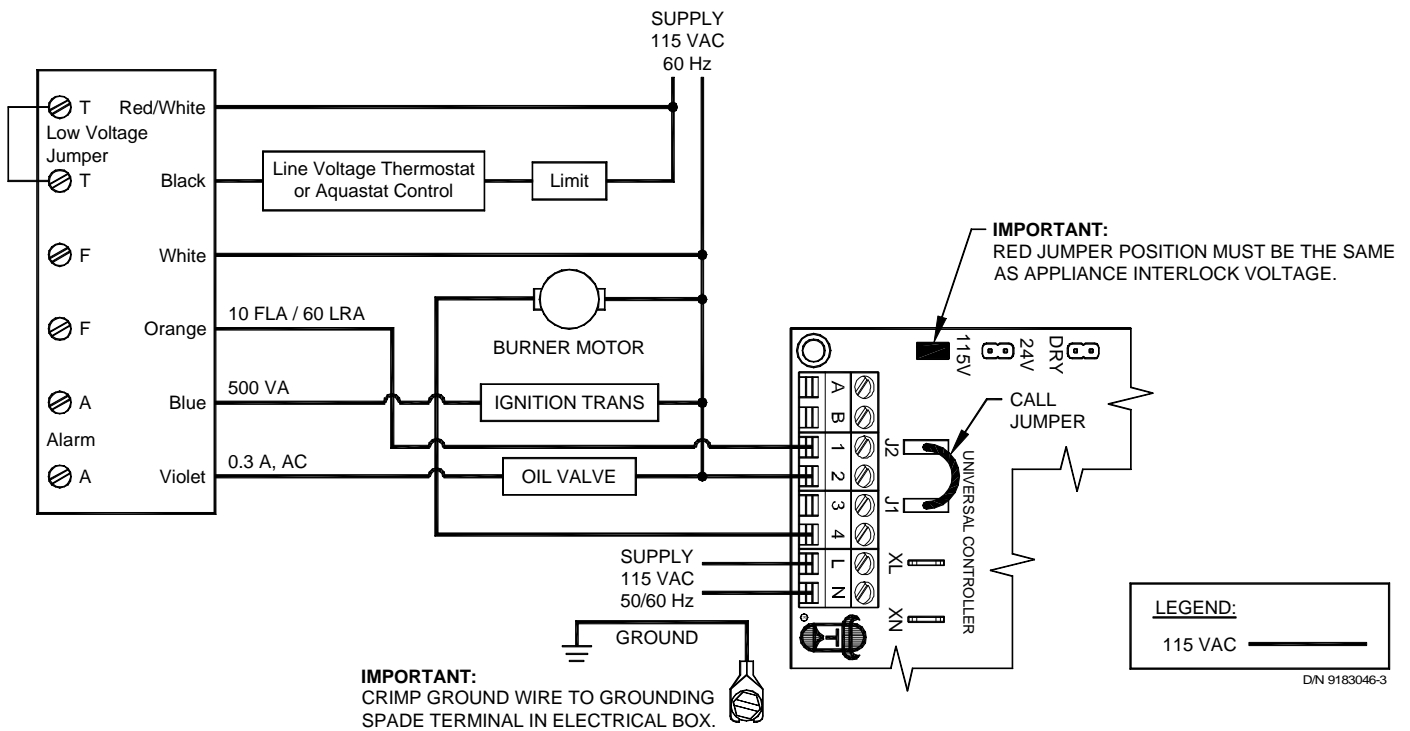 SUPPLY
115 VAC
60 Hz
T
Red/White
Low Voltage
Jumper
T
Black
Line Voltage Thermostat
or Aquastat Control
Limit
F
White
F
Orange
10 FLA / 60 LRA
BURNER MOTOR
A
Blue
500 VA
IGNITION TRANS
Alarm
A
Violet
0.3 A, AC
OIL VALVE
IMPORTANT:
RED JUMPER POSITION MUST BE THE SAME
AS APPLIANCE INTERLOCK VOLTAGE.
115V
24V
DRY
CALL
JUMPER
A
B
1
2
3
4
L
N
J2
J1
XL
XN
UNIVERSAL CONTROLLER
SUPPLY
115 VAC
50/60 Hz
GROUND
IMPORTANT:
CRIMP GROUND WIRE TO GROUNDING
SPADE TERMINAL IN ELECTRICAL BOX.
LEGEND:
115 VAC
D/N 9183046-3